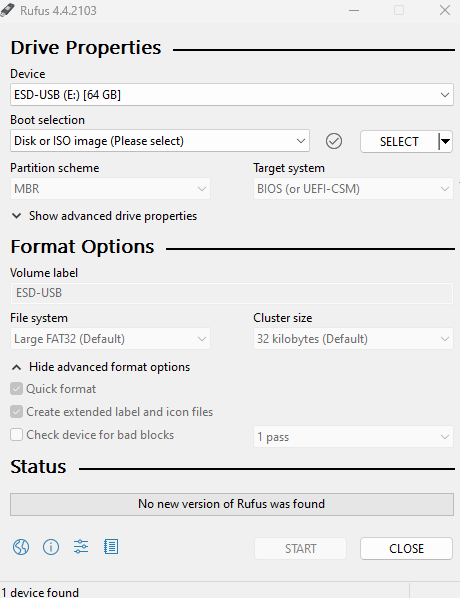 Rufus 4.4.2103
Drive Properties
Device
ESD-USB (E:) [64 GB]
Boot selection
Disk or ISO image (Please select)
SELECT
Partition scheme
Target system
MBR
BIOS (or UEFI-CSM)
Show advanced drive properties
Format Options
Volume label
ESD-USB
File system
Cluster size
Large FAT32 (Default)
32 kilobytes (Default)
Hide advanced format options
Quick format
Create extended label and icon files
Check device for bad blocks
1 pass
Status
No new version of Rufus was found
START
CLOSE
1 device found